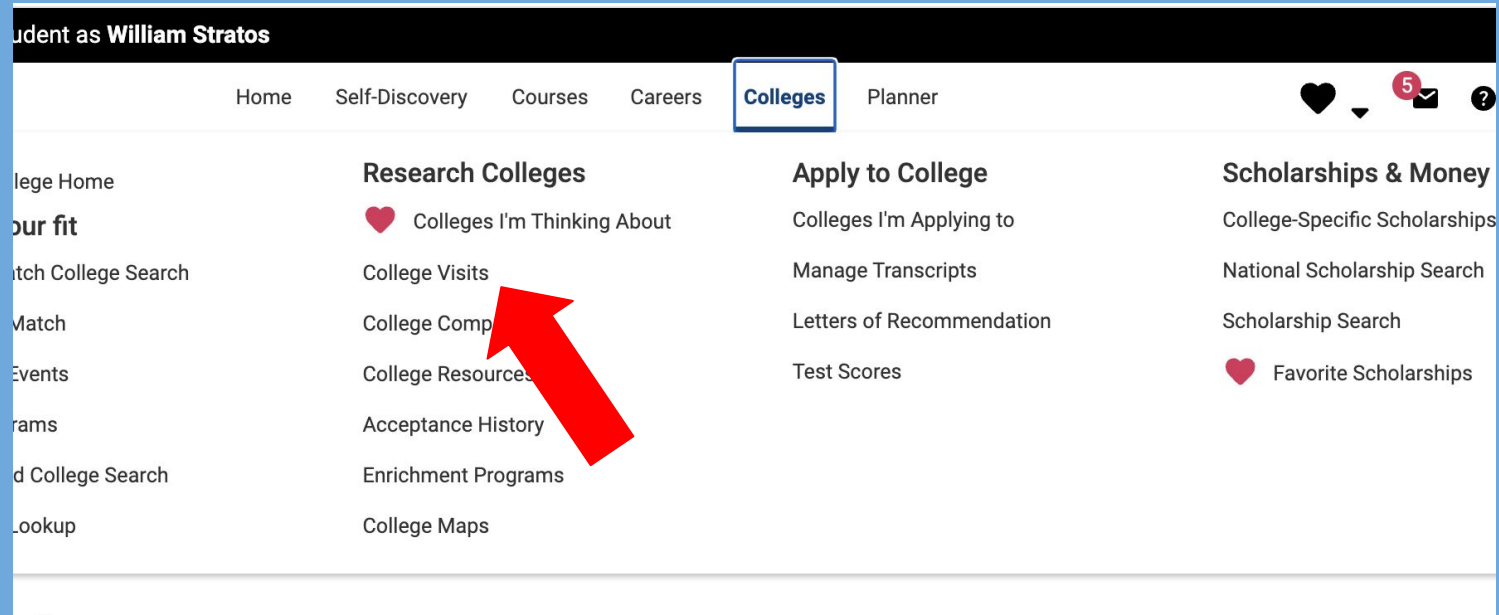 udent as William Stratos
Home Self-Discovery Courses Careers Colleges Planner 5 ?
lege Home
our fit
tch College Search
Match
Events
rams
d College Search
Lookup
Research Colleges
Colleges I'm Thinking About
College Visits
College Comp
College Resources
Acceptance History
Enrichment Programs
College Maps
Apply to College
Colleges I'm Applying to
Manage Transcripts
Letters of Recommendation
Test Scores
Scholarships & Money
College-Specific Scholarships
National Scholarship Search
Scholarship Search
Favorite Scholarships